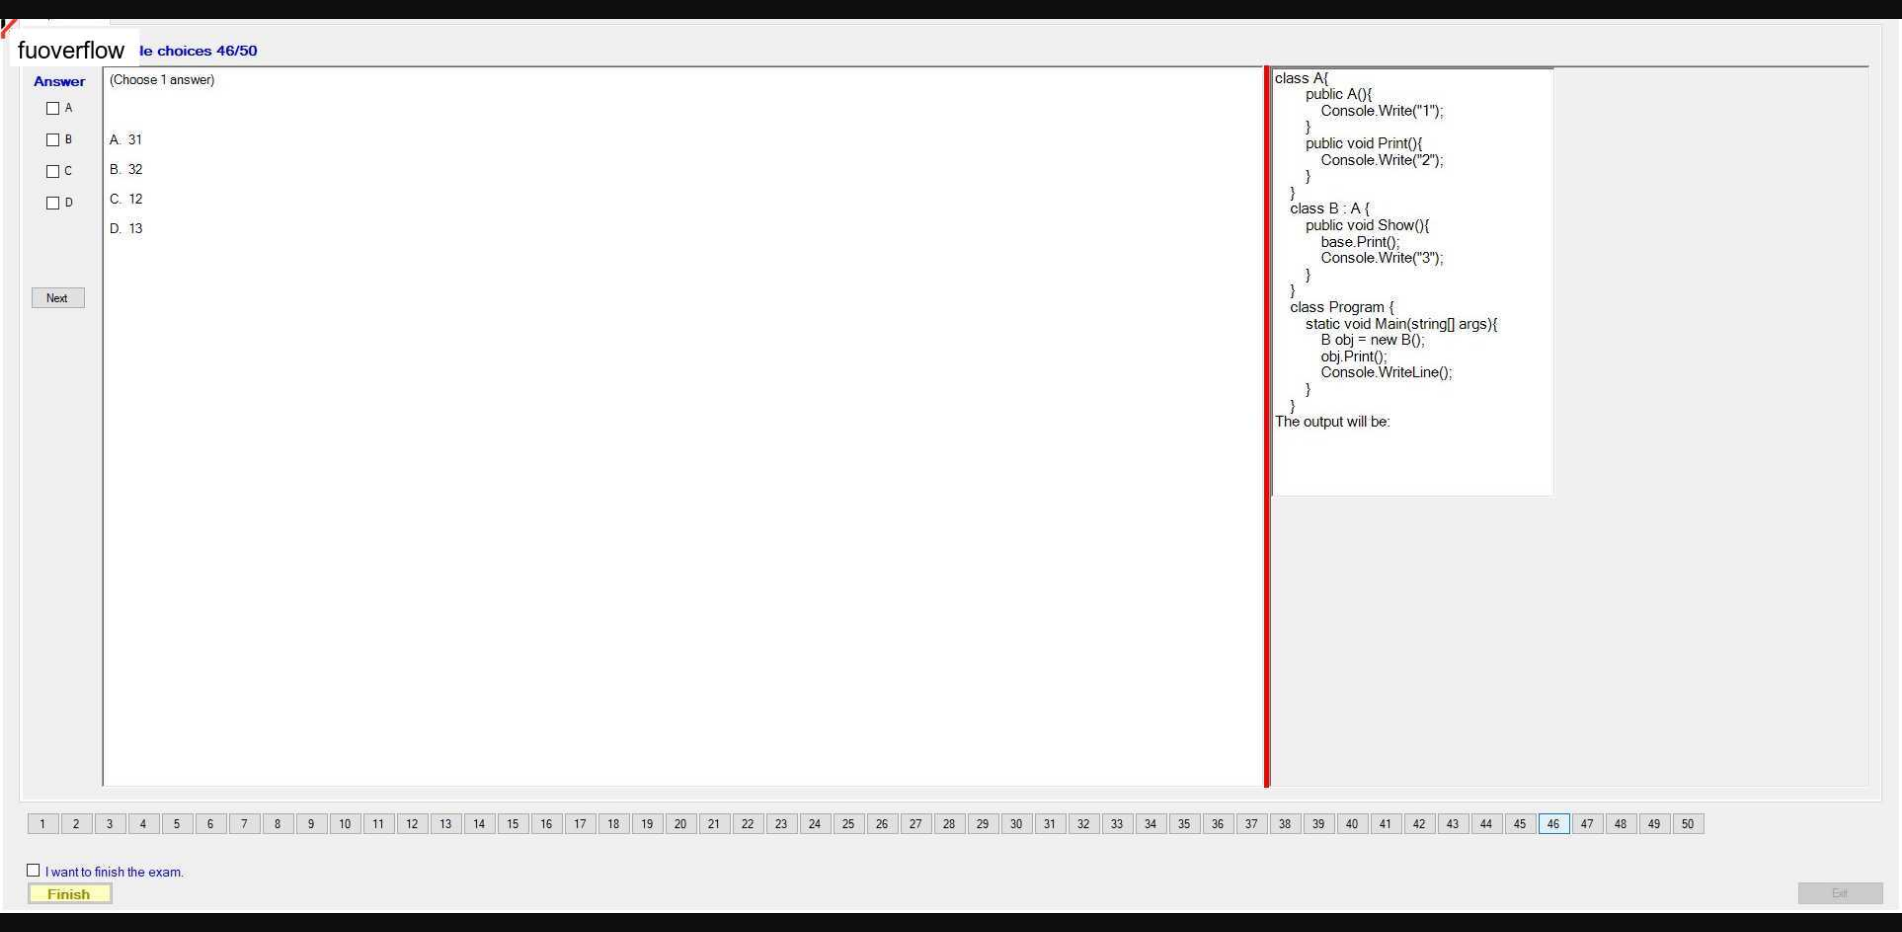 fuoverflow
le choices 46/50
Answer
A
B
C
D
Next
(Choose 1 answer)
A. 31
B. 32
C. 12
D. 13
class A{
public A(){
Console.Write("1");
}
public void Print(){
Console.Write("2");
}
}
class B : A {
public void Show(){
base.Print();
Console.Write("3");
}
}
class Program {
static void Main(string[] args){
B obj = new B();
obj.Print();
Console.WriteLine();
}
}
The output will be:
1 2 3 4 5 6 7 8 9 10 11 12 13 14 15 16 17 18 19 20 21 22 23 24 25 26 27 28 29 30 31 32 33 34 35 36 37 38 39 40 41 42 43 44 45 46 47 48 49 50
I want to finish the exam.
Finish
Exit